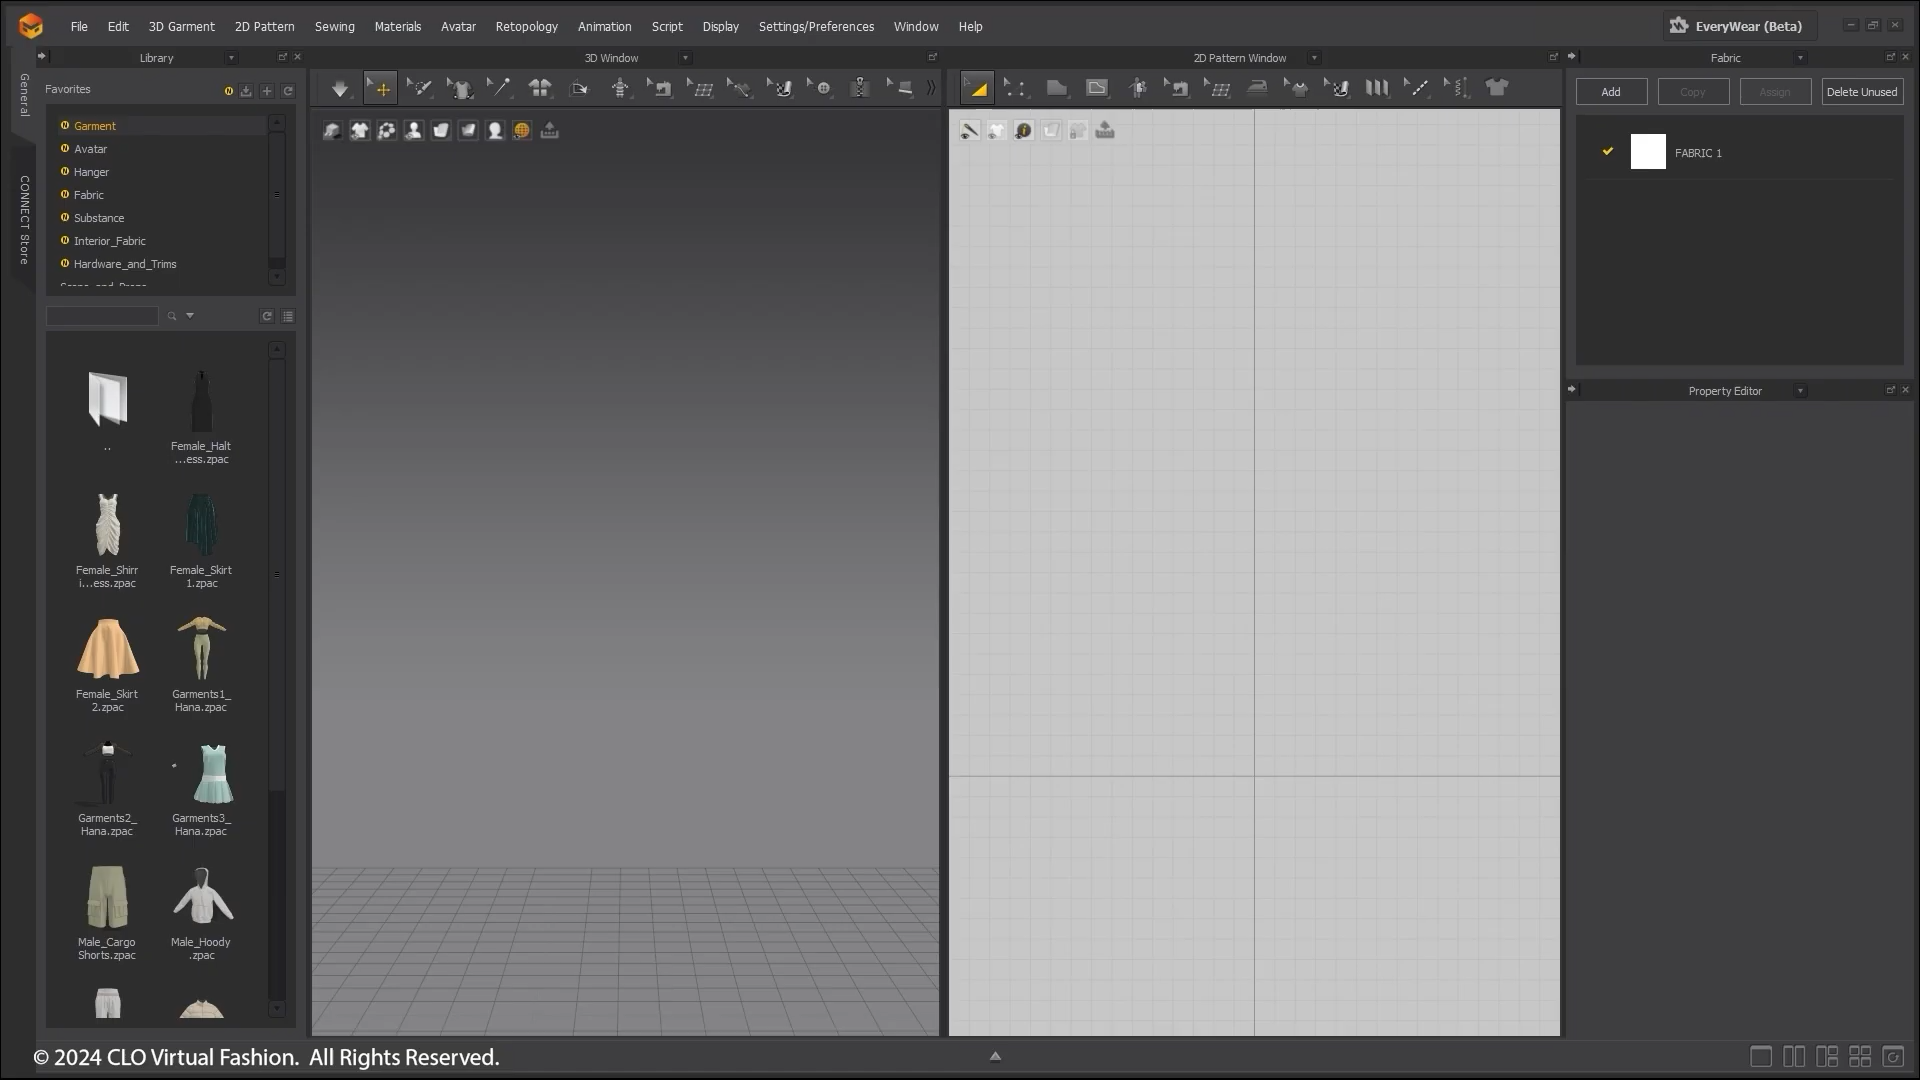 File Edit 3D Garment 2D Pattern Sewing Materials Avatar Retopology Animation Script Display Settings/Preferences Window Help EveryWear (Beta)
Library 3D Window 2D Pattern Window Fabric
General
CONNECT Store
Favorites
Garment
Avatar
Hanger
Fabric
Substance
Interior_Fabric
Hardware_and_Trims
Add Copy Assign Delete Unused
FABRIC 1
Property Editor
..
Female_Halt
...ess.zpac
Female_Shirr
i...ess.zpac
Female_Skirt
1.zpac
Female_Skirt
2.zpac
Garments1_
Hana.zpac
Garments2_
Hana.zpac
Garments3_
Hana.zpac
Male_Cargo
Shorts.zpac
Male_Hoody
.zpac
© 2024 CLO Virtual Fashion. All Rights Reserved.